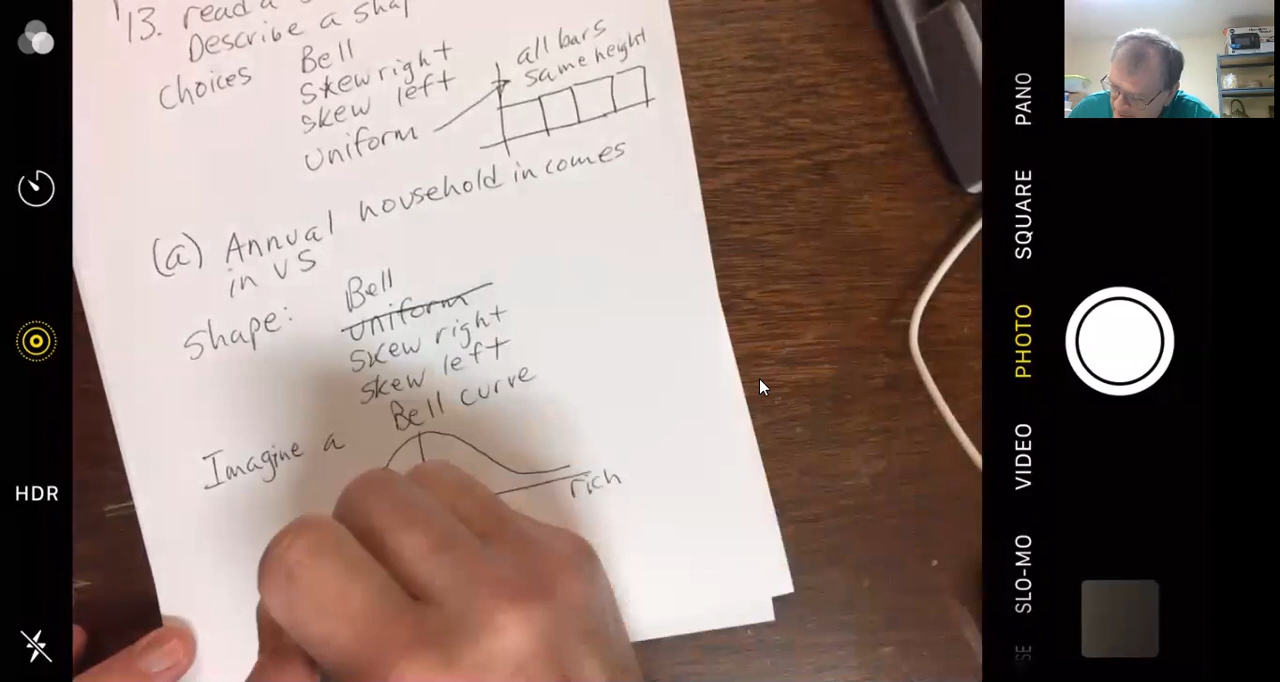 13. read a
Describe a shap
choices Bell
skew right
skew left
uniform
all bars
same height
(a) Annual household incomes
in US
shape: Bell
uniform
skew right
skew left
Imagine a Bell curve
rich
HDR
PANO
SQUARE
PHOTO
VIDEO
SLO-MO
SE